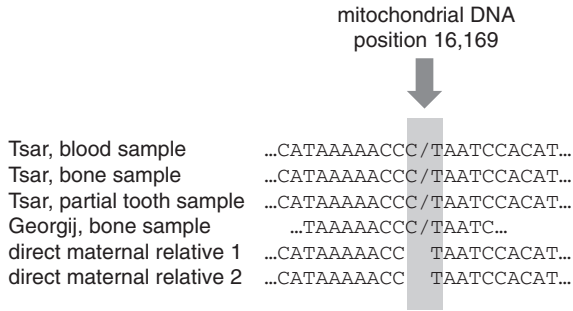 mitochondrial DNA
position 16,169
Tsar, blood sample …CATAAAAACCC/TAATCCACAT…
Tsar, bone sample …CATAAAAACCC/TAATCCACAT…
Tsar, partial tooth sample …CATAAAAACCC/TAATCCACAT…
Georgij, bone sample …TAAAAACCC/TAATC…
direct maternal relative 1 …CATAAAAACC TAATCCACAT…
direct maternal relative 2 …CATAAAAACC TAATCCACAT…